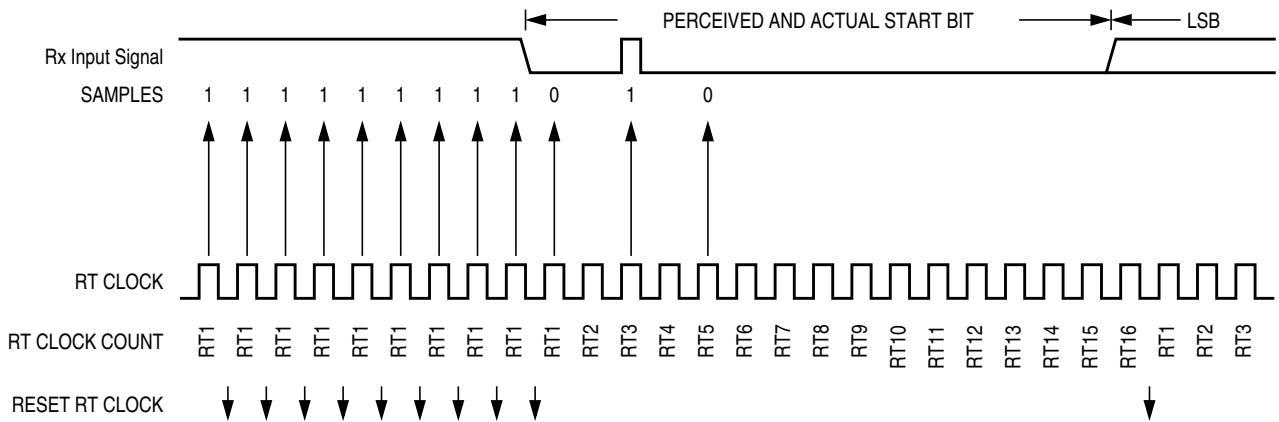 PERCEIVED AND ACTUAL START BIT LSB
Rx Input Signal
SAMPLES 1 1 1 1 1 1 1 1 1 0 1 0
RT CLOCK
RT CLOCK COUNT RT1 RT1 RT1 RT1 RT1 RT1 RT1 RT1 RT1 RT1 RT2 RT3 RT4 RT5 RT6 RT7 RT8 RT9 RT10 RT11 RT12 RT13 RT14 RT15 RT16 RT1 RT2 RT3
RESET RT CLOCK